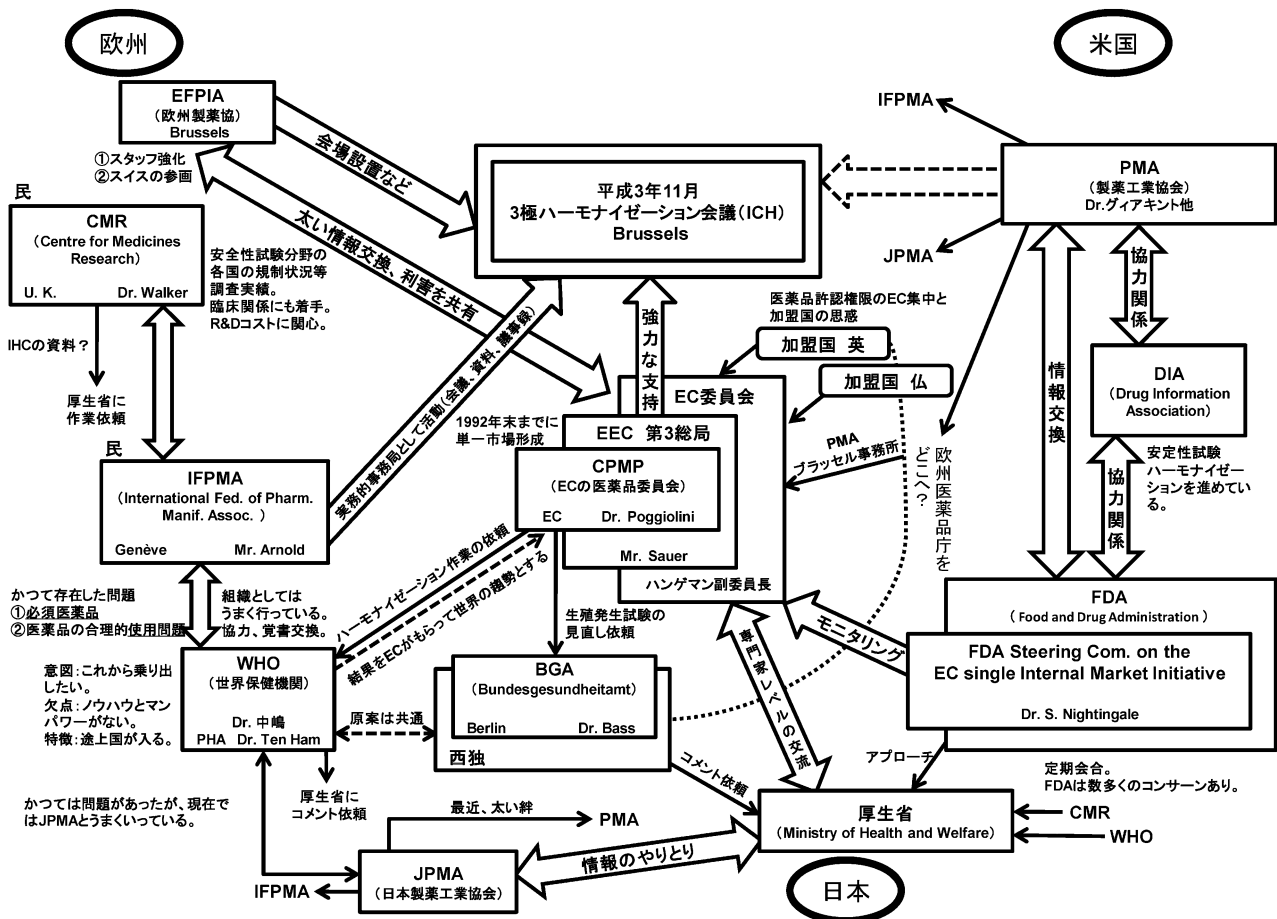 欧州
米国
EFPIA
（欧州製薬協）
Brussels
①スタッフ強化
②スイスの参画
会場設置など
太い情報交換、利害を共有
平成3年11月
3極ハーモナイゼーション会議（ICH）
Brussels
IFPMA
PMA
（製薬工業協会）
Dr.ヴィアキント他
JPMA
民
CMR
（Centre for Medicines
Research）
U. K.
Dr. Walker
安全性試験分野の
各国の規制状況等
調査実績。
臨床関係にも着手。
R&Dコストに関心。
IHCの資料？
厚生省に
作業依頼
民
IFPMA
（International Fed. of Pharm.
Manif. Assoc. ）
Genève
Mr. Arnold
実務的事務局として活動（会議、資料、議事録）
強力な支持
医薬品許認権限のEC集中と
加盟国の思惑
加盟国 英
加盟国 仏
EC委員会
1992年末までに
単一市場形成
EEC 第3総局
CPMP
（ECの医薬品委員会）
EC
Dr. Poggiolini
Mr. Sauer
ハンゲマン副委員長
PMA
ブラッセル事務所
欧州医薬品庁を
どこへ？
情報交換
協力関係
DIA
（Drug Information
Association）
安定性試験
ハーモナイゼー
ションを進めてい
る。
協力関係
FDA
（Food and Drug Administration）
FDA Steering Com. on the
EC single Internal Market Initiative
Dr. S. Nightingale
モニタリング
かつて存在した問題
①必須医薬品
②医薬品の合理的使用問題
組織としては
うまく行っている。
協力、覚書交換。
ハーモナイゼーション作業の依頼
結果をECがもらって世界の趨勢とする
生殖発生試験の
見直し依頼
意図：これから乗り出
したい。
欠点：ノウハウとマン
パワーがない。
特徴：途上国が入る。
WHO
（世界保健機関）
Dr. 中嶋
PHA Dr. Ten Ham
原案は共通
BGA
（Bundesgesundheitamt）
Berlin
Dr. Bass
西独
専門家レベルの交流
コメント依頼
アプローチ
定期会合。
FDAは数多くのコンサーンあり。
厚生省に
コメント依頼
かつては問題があったが、現在で
はJPMAとうまくいっている。
最近、太い絆
PMA
厚生省
（Ministry of Health and Welfare）
CMR
WHO
IFPMA
JPMA
（日本製薬工業協会）
情報のやりとり
日本